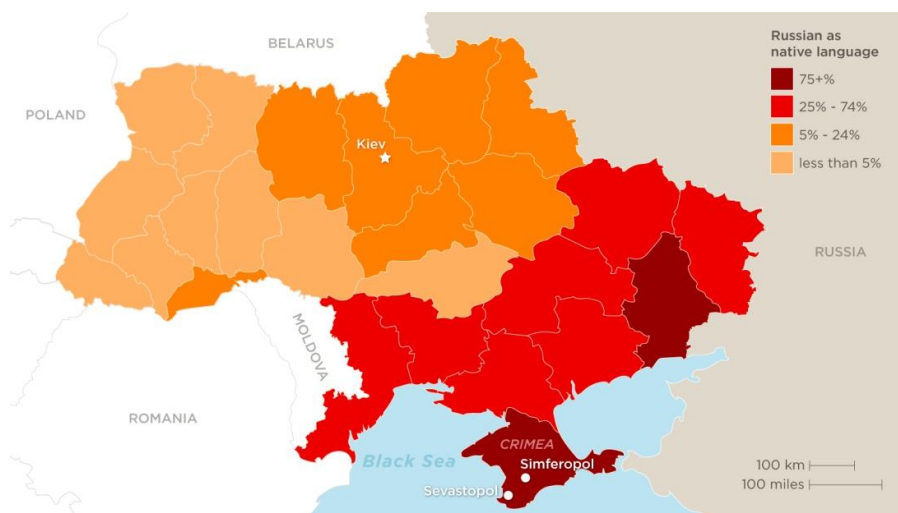 BELARUS
Russian as
native language
75+%
25% - 74%
5% - 24%
less than 5%
POLAND
Kiev
RUSSIA
MOLDOVA
ROMANIA
CRIMEA
Black Sea
Simferopol
Sevastopol
100 km
100 miles